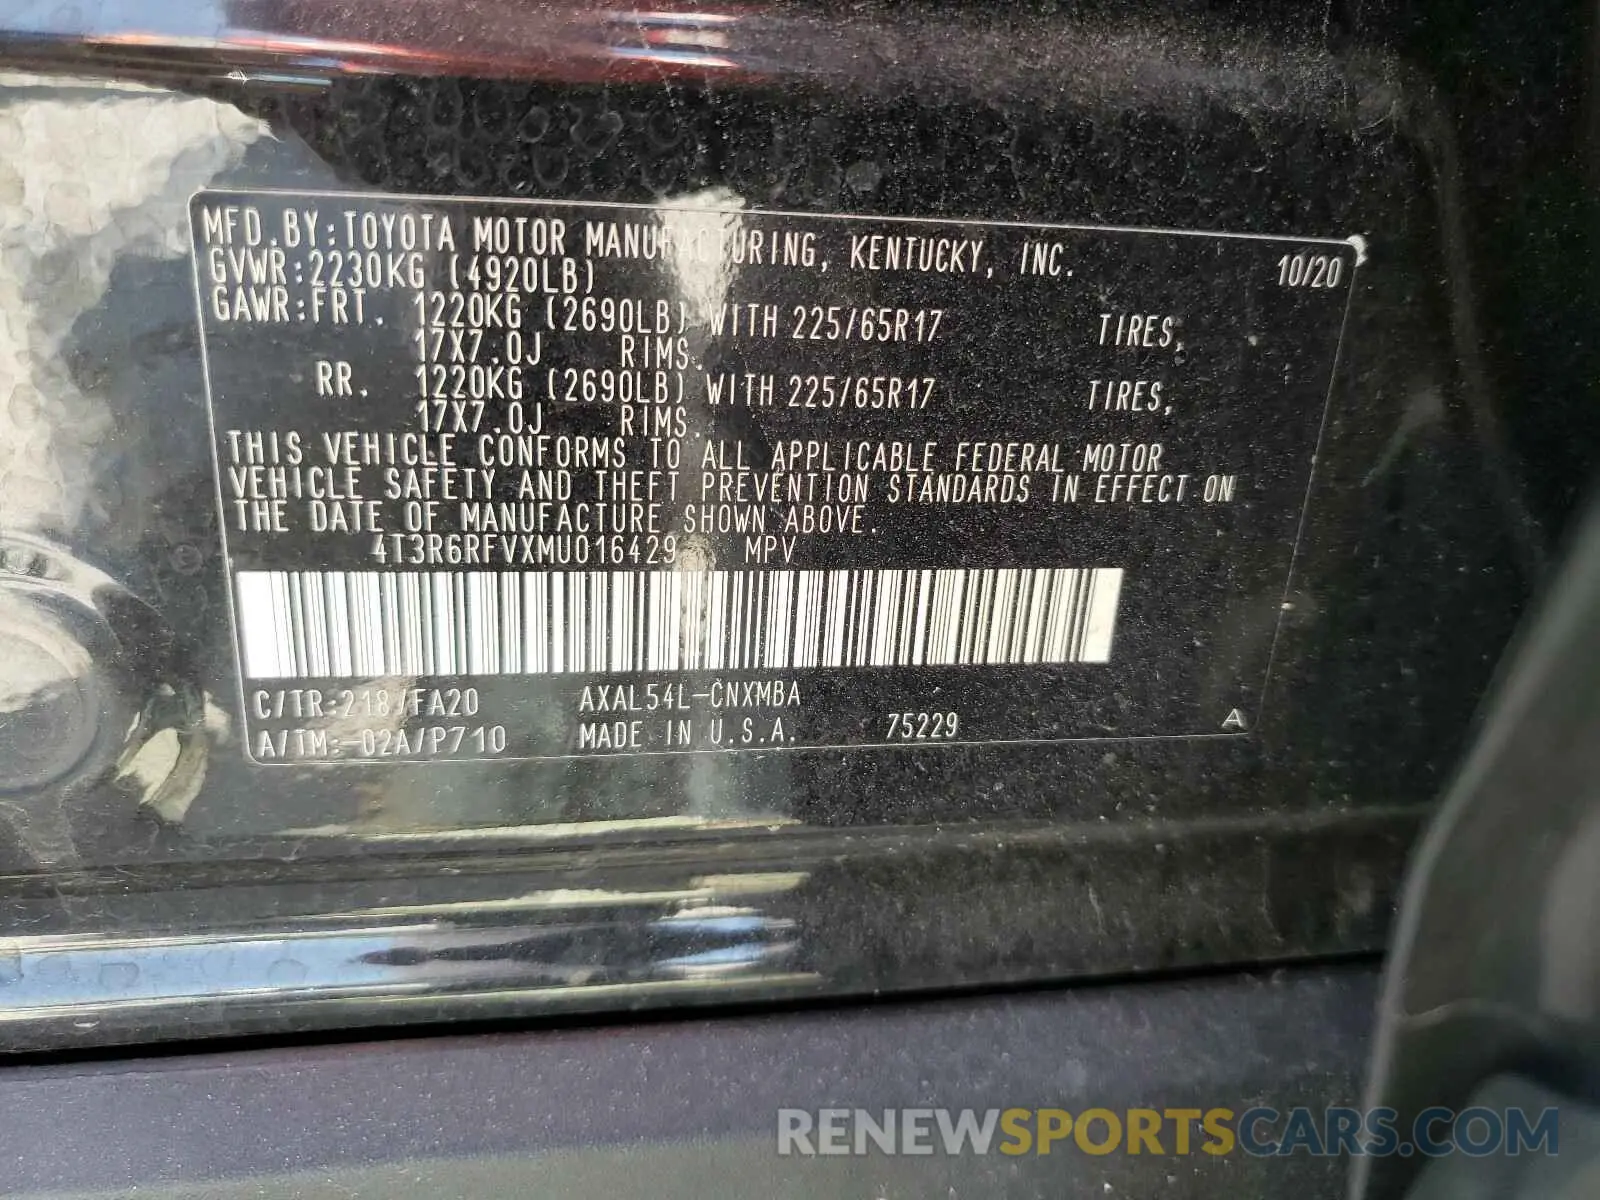 MFD.BY:TOYOTA MOTOR MANUFACTURING, KENTUCKY, INC.
GVWR:2230KG (4920LB) 10/20
GAWR:FRT. 1220KG (2690LB) WITH 225/65R17 TIRES,
17X7.0J RIMS.
RR. 1220KG (2690LB) WITH 225/65R17 TIRES,
17X7.0J RIMS.
THIS VEHICLE CONFORMS TO ALL APPLICABLE FEDERAL MOTOR
VEHICLE SAFETY AND THEFT PREVENTION STANDARDS IN EFFECT ON
THE DATE OF MANUFACTURE SHOWN ABOVE.
4T3R6RFVXMU016429 MPV
C/TR:218/FA20 AXAL54L-CNXMBA
A/TM:-02A/P710 MADE IN U.S.A. 75229 A
RENEWSPORTSCARS.COM